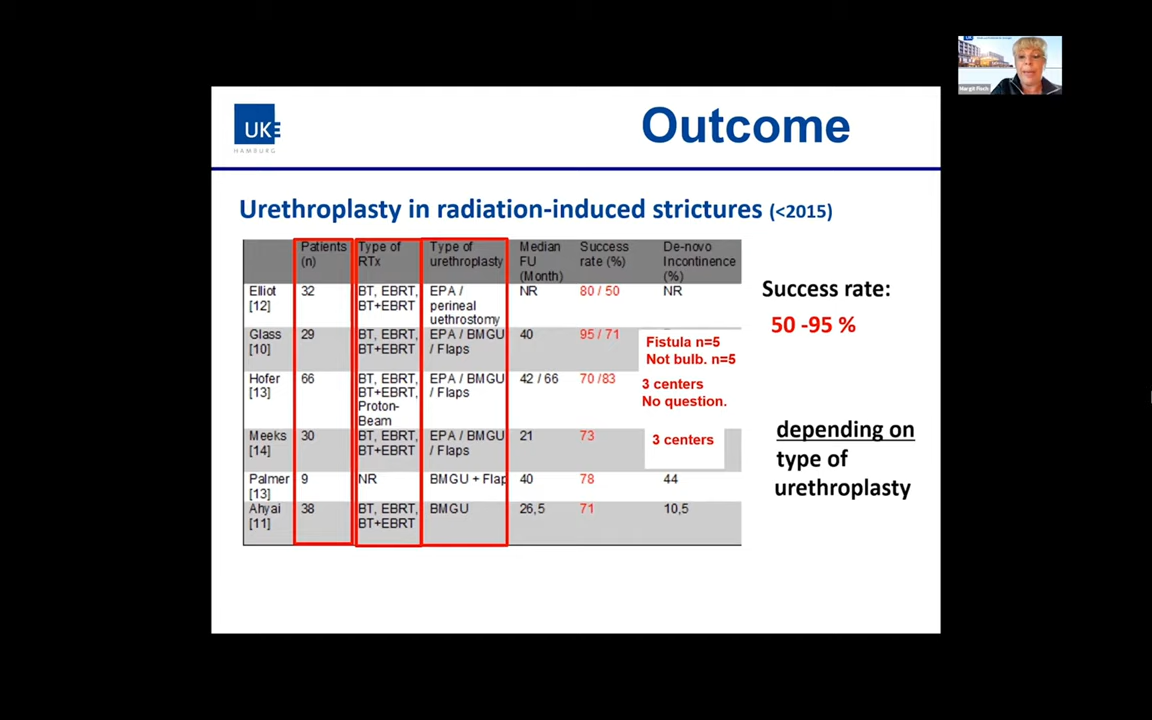 UKE
HAMBURG
Outcome
Margit Fisch
Urethroplasty in radiation-induced strictures (<2015)
Patients (n) Type of RTx Type of urethroplasty Median FU (Month) Success rate (%) De-novo Incontinence (%)
Elliot [12] 32 BT, EBRT, BT+EBRT EPA / perineal uethrostomy NR 80 / 50 NR
Glass [10] 29 BT, EBRT, BT+EBRT EPA / BMGU / Flaps 40 95 / 71
Fistula n=5
Not bulb. n=5
Hofer [13] 66 BT, EBRT, BT+EBRT, Proton-Beam EPA / BMGU / Flaps 42 / 66 70 /83
3 centers
No question.
Meeks [14] 30 BT, EBRT, BT+EBRT EPA / BMGU / Flaps 21 73
3 centers
Palmer [13] 9 NR BMGU + Flap 40 78 44
Ahyai [11] 38 BT, EBRT, BT+EBRT BMGU 26,5 71 10,5
Success rate:
50 -95 %
depending on
type of
urethroplasty